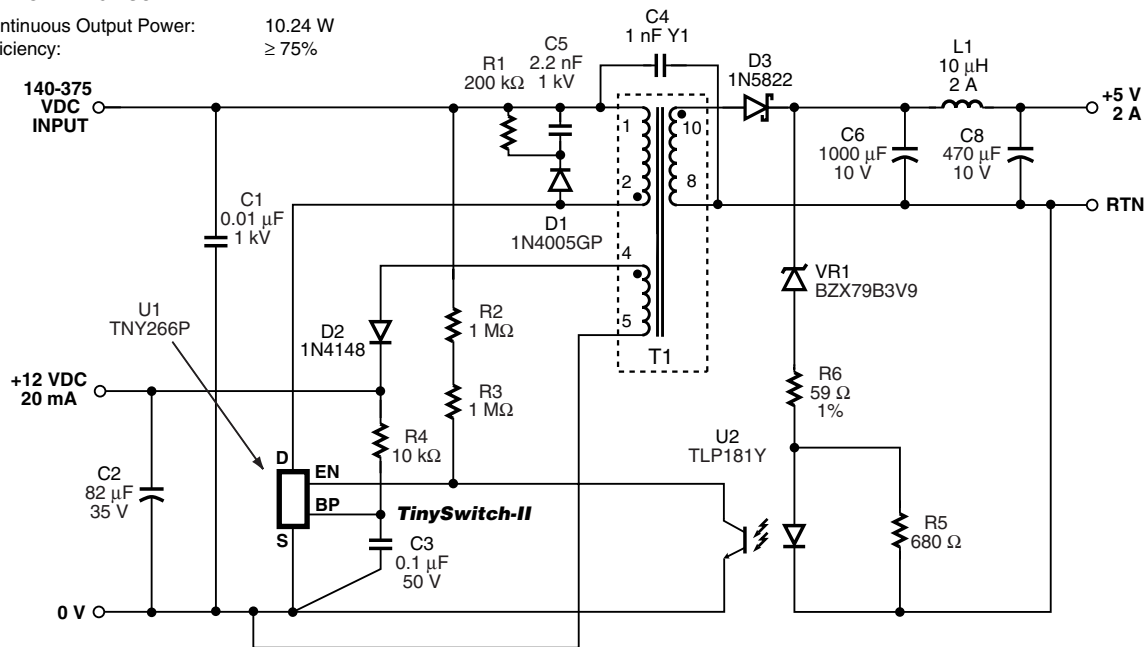 ontinuous Output Power: 10.24 W
iciency: ≥ 75%
C4
1 nF Y1
C5
2.2 nF
1 kV
R1
200 kΩ
D3
1N5822
L1
10 μH
2 A
140-375
VDC
INPUT
+5 V
2 A
1
10
2
8
C6
1000 μF
10 V
C8
470 μF
10 V
RTN
C1
0.01 μF
1 kV
D1
1N4005GP
4
5
T1
VR1
BZX79B3V9
U1
TNY266P
D2
1N4148
R2
1 MΩ
R3
1 MΩ
R6
59 Ω
1%
+12 VDC
20 mA
R4
10 kΩ
U2
TLP181Y
C2
82 μF
35 V
D
EN
BP
S
TinySwitch-II
C3
0.1 μF
50 V
R5
680 Ω
0 V